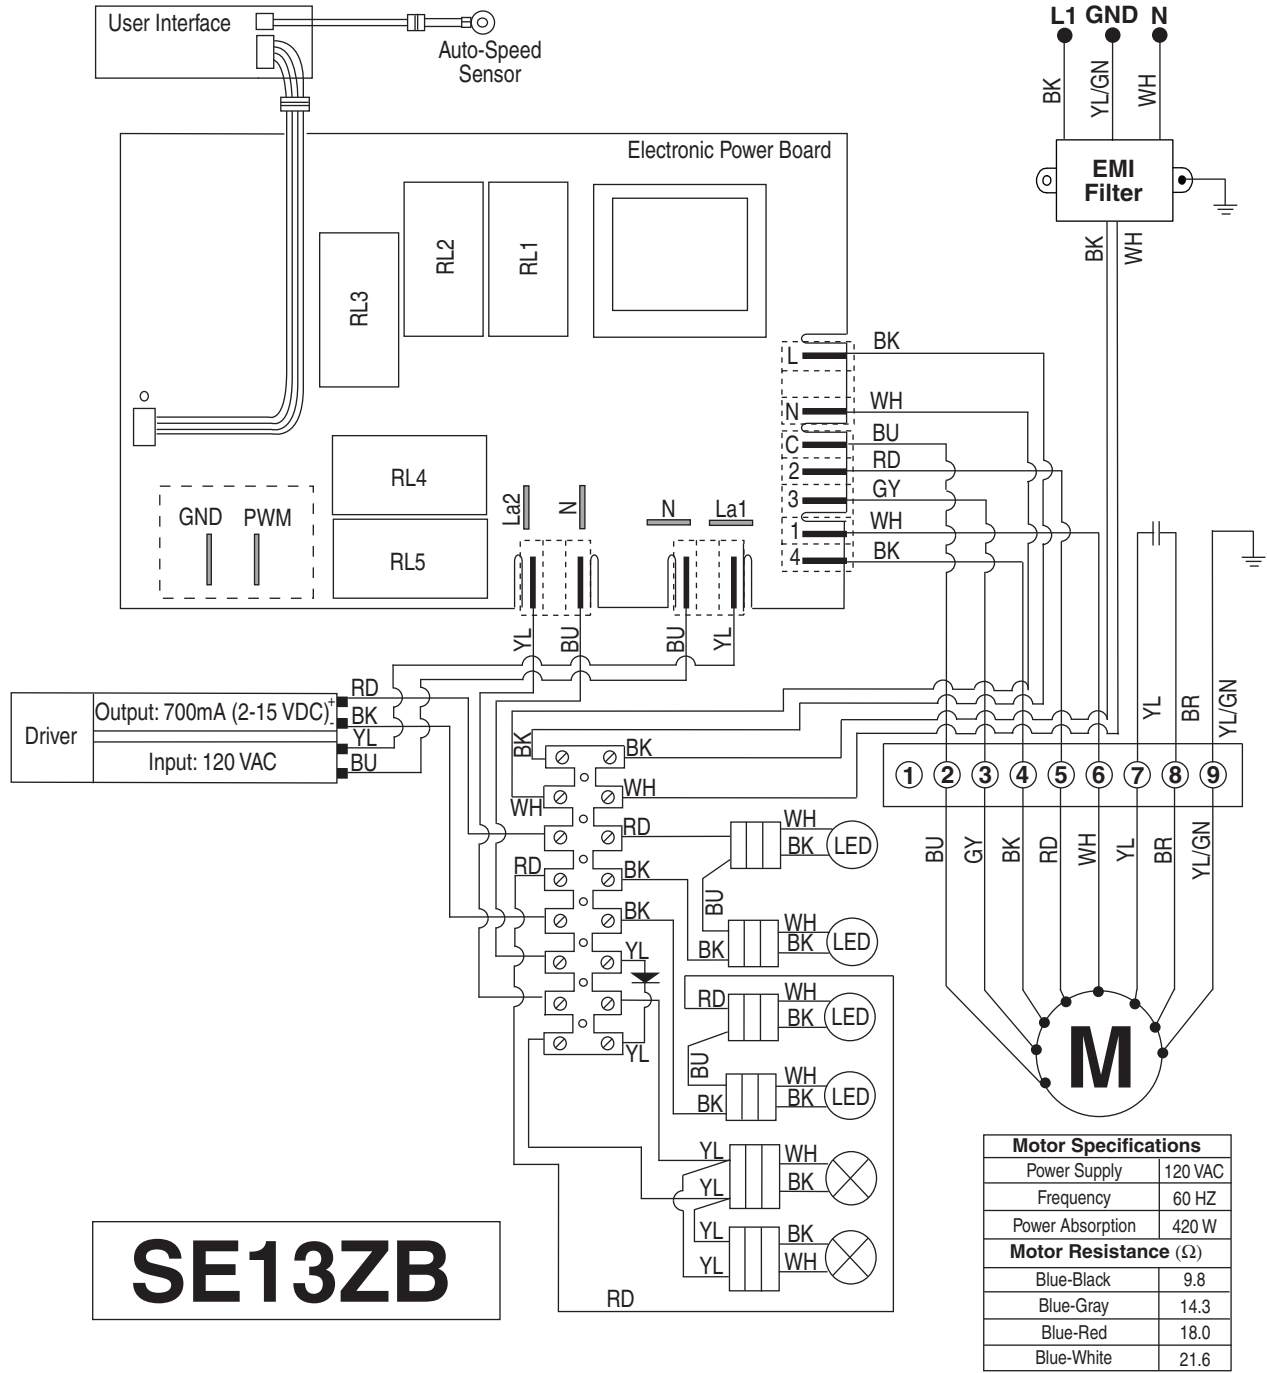 User Interface
Auto-Speed
Sensor
L1 GND N
BK
YL/GN
WH
EMI
Filter
BK
WH
Electronic Power Board
RL3
RL2
RL1
RL4
RL5
GND PWM
La2
N
N
La1
L
N
C
2
3
1
4
BK
WH
BU
RD
GY
WH
BK
YL
BU
BU
YL
Driver
Output: 700mA (2-15 VDC)
+
-
Input: 120 VAC
RD
BK
YL
BU
BK
BK
WH
WH
RD
RD
BK
BK
YL
YL
WH
BK
LED
BU
BK
WH
BK
LED
RD
WH
BK
LED
BU
BK
WH
BK
LED
YL
YL
WH
BK
YL
YL
BK
WH
RD
YL
BR
YL/GN
1 2 3 4 5 6 7 8 9
BU
GY
BK
RD
WH
YL
BR
YL/GN
M
SE13ZB
Motor Specifications
Power Supply 120 VAC
Frequency 60 HZ
Power Absorption 420 W
Motor Resistance (Ω)
Blue-Black 9.8
Blue-Gray 14.3
Blue-Red 18.0
Blue-White 21.6